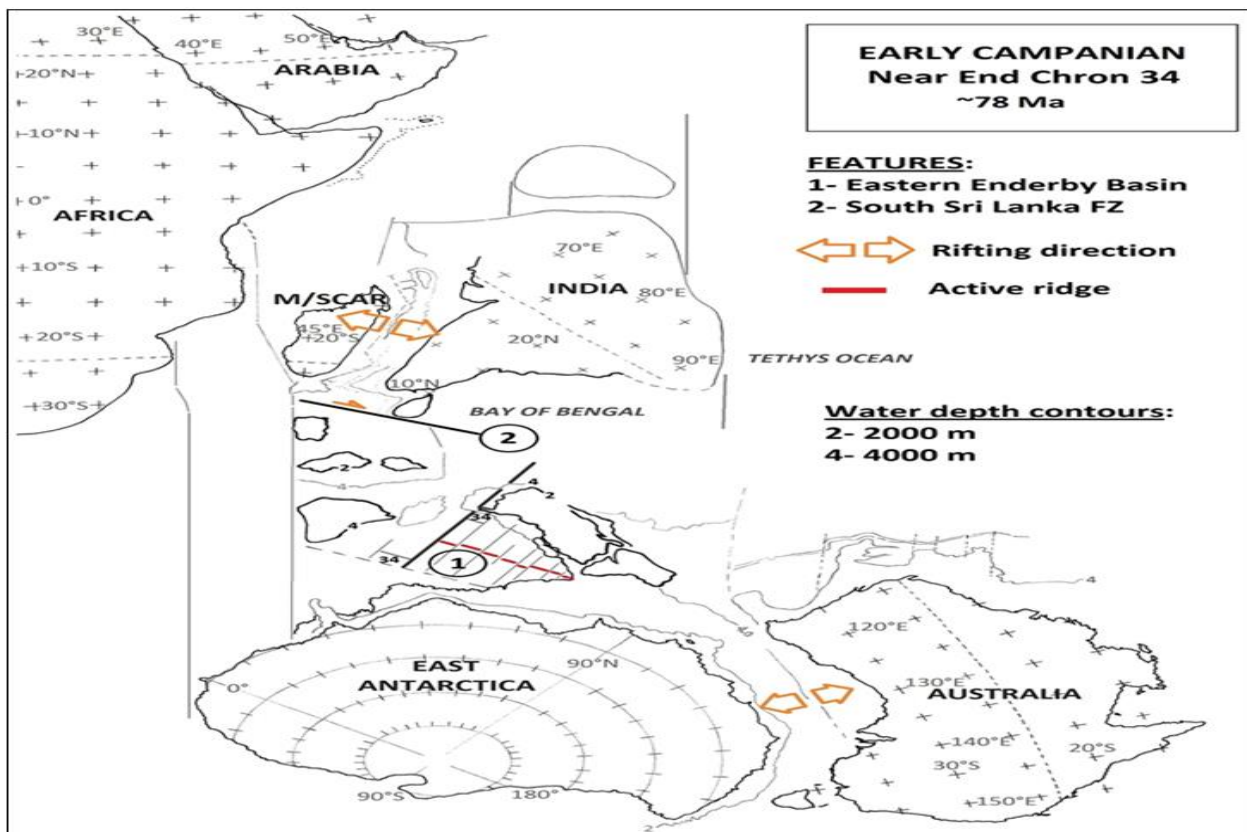 EARLY CAMPANIAN
Near End Chron 34
~78 Ma
FEATURES:
1- Eastern Enderby Basin
2- South Sri Lanka FZ
Rifting direction
Active ridge
Water depth contours:
2- 2000 m
4- 4000 m
30°E
40°E
50°E
ARABIA
20°N
10°N
0°
AFRICA
10°S
20°S
30°S
M/SCAR
45°E
20°S
INDIA
70°E
80°E
20°N
90°E
10°N
TETHYS OCEAN
BAY OF BENGAL
2
2
4
4
4
2
34
34
1
4
EAST
ANTARCTICA
0°
90°N
90°S
180°
2
120°E
130°E
AUSTRALIA
140°E
20°S
30°S
150°E